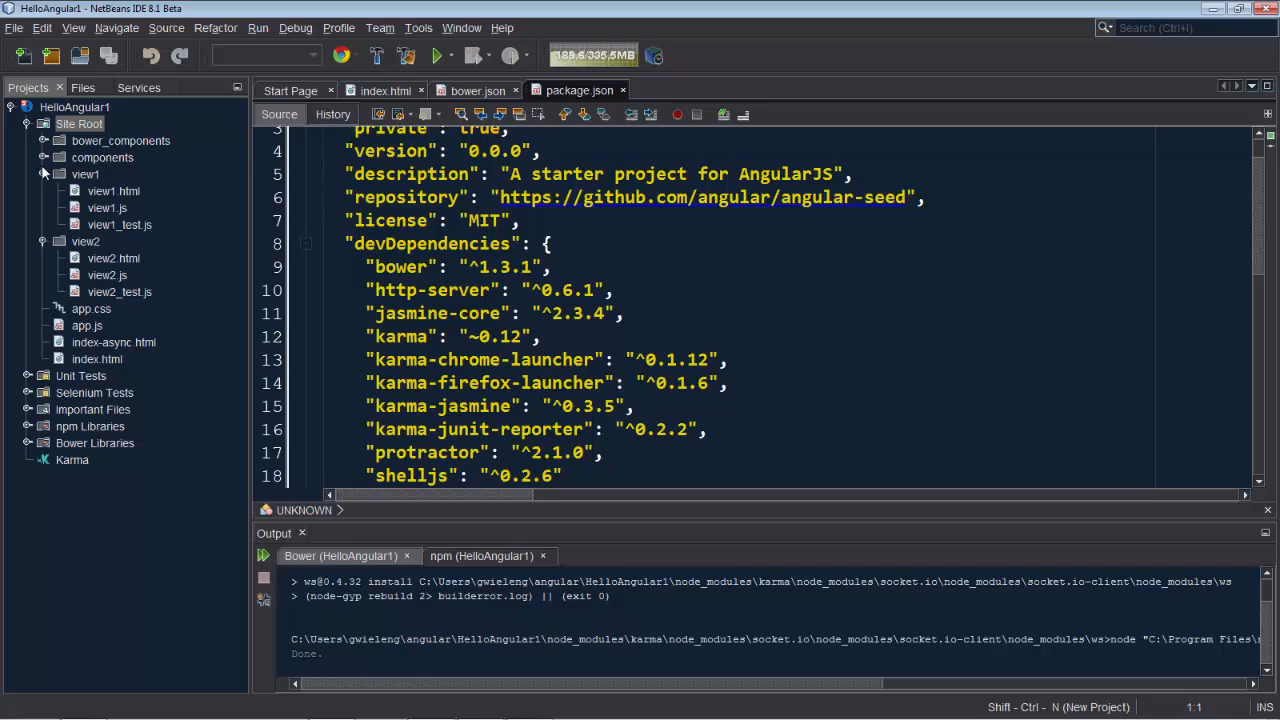 HelloAngular1 - NetBeans IDE 8.1 Beta
File Edit View Navigate Source Refactor Run Debug Profile Team Tools Window Help
Search (Ctrl+I)
189.6/335.5MB
Projects Files Services
Start Page index.html bower.json package.json
Source History
HelloAngular1
Site Root
bower_components
components
view1
view1.html
view1.js
view1_test.js
view2
view2.html
view2.js
view2_test.js
app.css
app.js
index-async.html
index.html
Unit Tests
Selenium Tests
Important Files
npm Libraries
Bower Libraries
Karma
3 "private": true,
4 "version": "0.0.0",
5 "description": "A starter project for AngularJS",
6 "repository": "https://github.com/angular/angular-seed",
7 "license": "MIT",
8 "devDependencies": {
9 "bower": "^1.3.1",
10 "http-server": "^0.6.1",
11 "jasmine-core": "^2.3.4",
12 "karma": "~0.12",
13 "karma-chrome-launcher": "^0.1.12",
14 "karma-firefox-launcher": "^0.1.6",
15 "karma-jasmine": "^0.3.5",
16 "karma-junit-reporter": "^0.2.2",
17 "protractor": "^2.1.0",
18 "shelljs": "^0.2.6"
UNKNOWN
Output
Bower (HelloAngular1) npm (HelloAngular1)
> ws@0.4.32 install C:\Users\gwieleng\angular\HelloAngular1\node_modules\karma\node_modules\socket.io\node_modules\socket.io-client\node_modules\ws
> (node-gyp rebuild 2> builderror.log) || (exit 0)
C:\Users\gwieleng\angular\HelloAngular1\node_modules\karma\node_modules\socket.io\node_modules\socket.io-client\node_modules\ws>node "C:\Program Files\
Done.
Shift - Ctrl - N (New Project) 1:1 INS